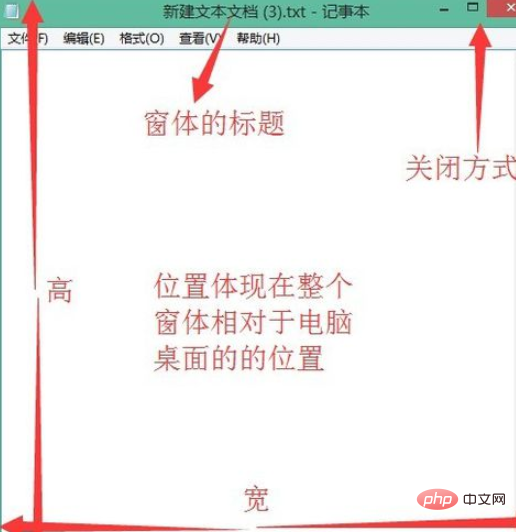 新建文本文档 (3).txt - 记事本
文件(F) 编辑(E) 格式(O) 查看(V) 帮助(H)
窗体的标题
关闭方式
高
位置体现在整个
窗体相对于电脑
桌面的的位置
宽
php 中文网